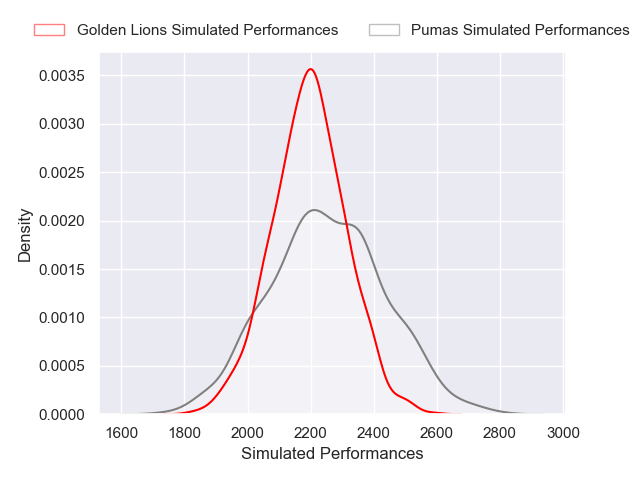 Golden Lions Simulated Performances Pumas Simulated Performances
0.0035
0.0030
0.0025
0.0020
0.0015
0.0010
0.0005
0.0000
Density
1600 1800 2000 2200 2400 2600 2800 3000
Simulated Performances